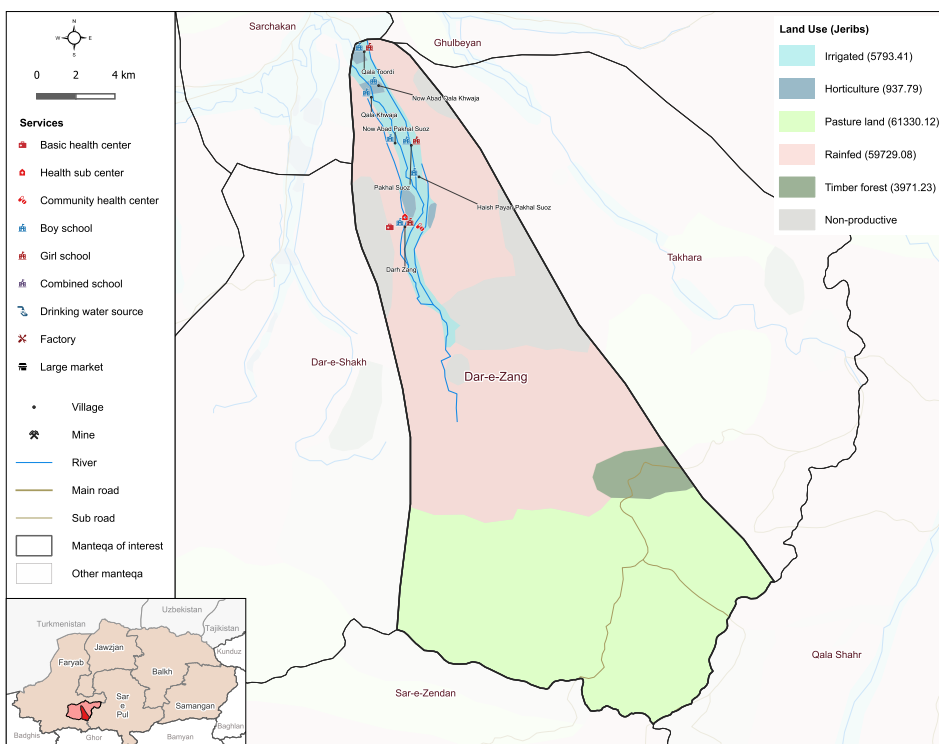 N
W
E
S
0 2 4 km
Services
Basic health center
Health sub center
Community health center
Boy school
Girl school
Combined school
Drinking water source
Factory
Large market
Village
Mine
River
Main road
Sub road
Manteqa of interest
Other manteqa
Sarchakan
Ghulbeyan
Qala Toordi
Now Abad Qala Khwaja
Qala Khwaja
Now Abad Pakhal Suoz
Pakhal Suoz
Haish Payan Pakhal Suoz
Darh Zang
Takhara
Dar-e-Shakh
Dar-e-Zang
Qala Shahr
Sar-e-Zendan
Land Use (Jeribs)
Irrigated (5793.41)
Horticulture (937.79)
Pasture land (61330.12)
Rainfed (59729.08)
Timber forest (3971.23)
Non-productive
Uzbekistan
Turkmenistan
Tajikistan
Jawzjan
Kunduz
Faryab
Balkh
Sar
e
Pul
Samangan
Baghlan
Badghis
Ghor
Bamyan